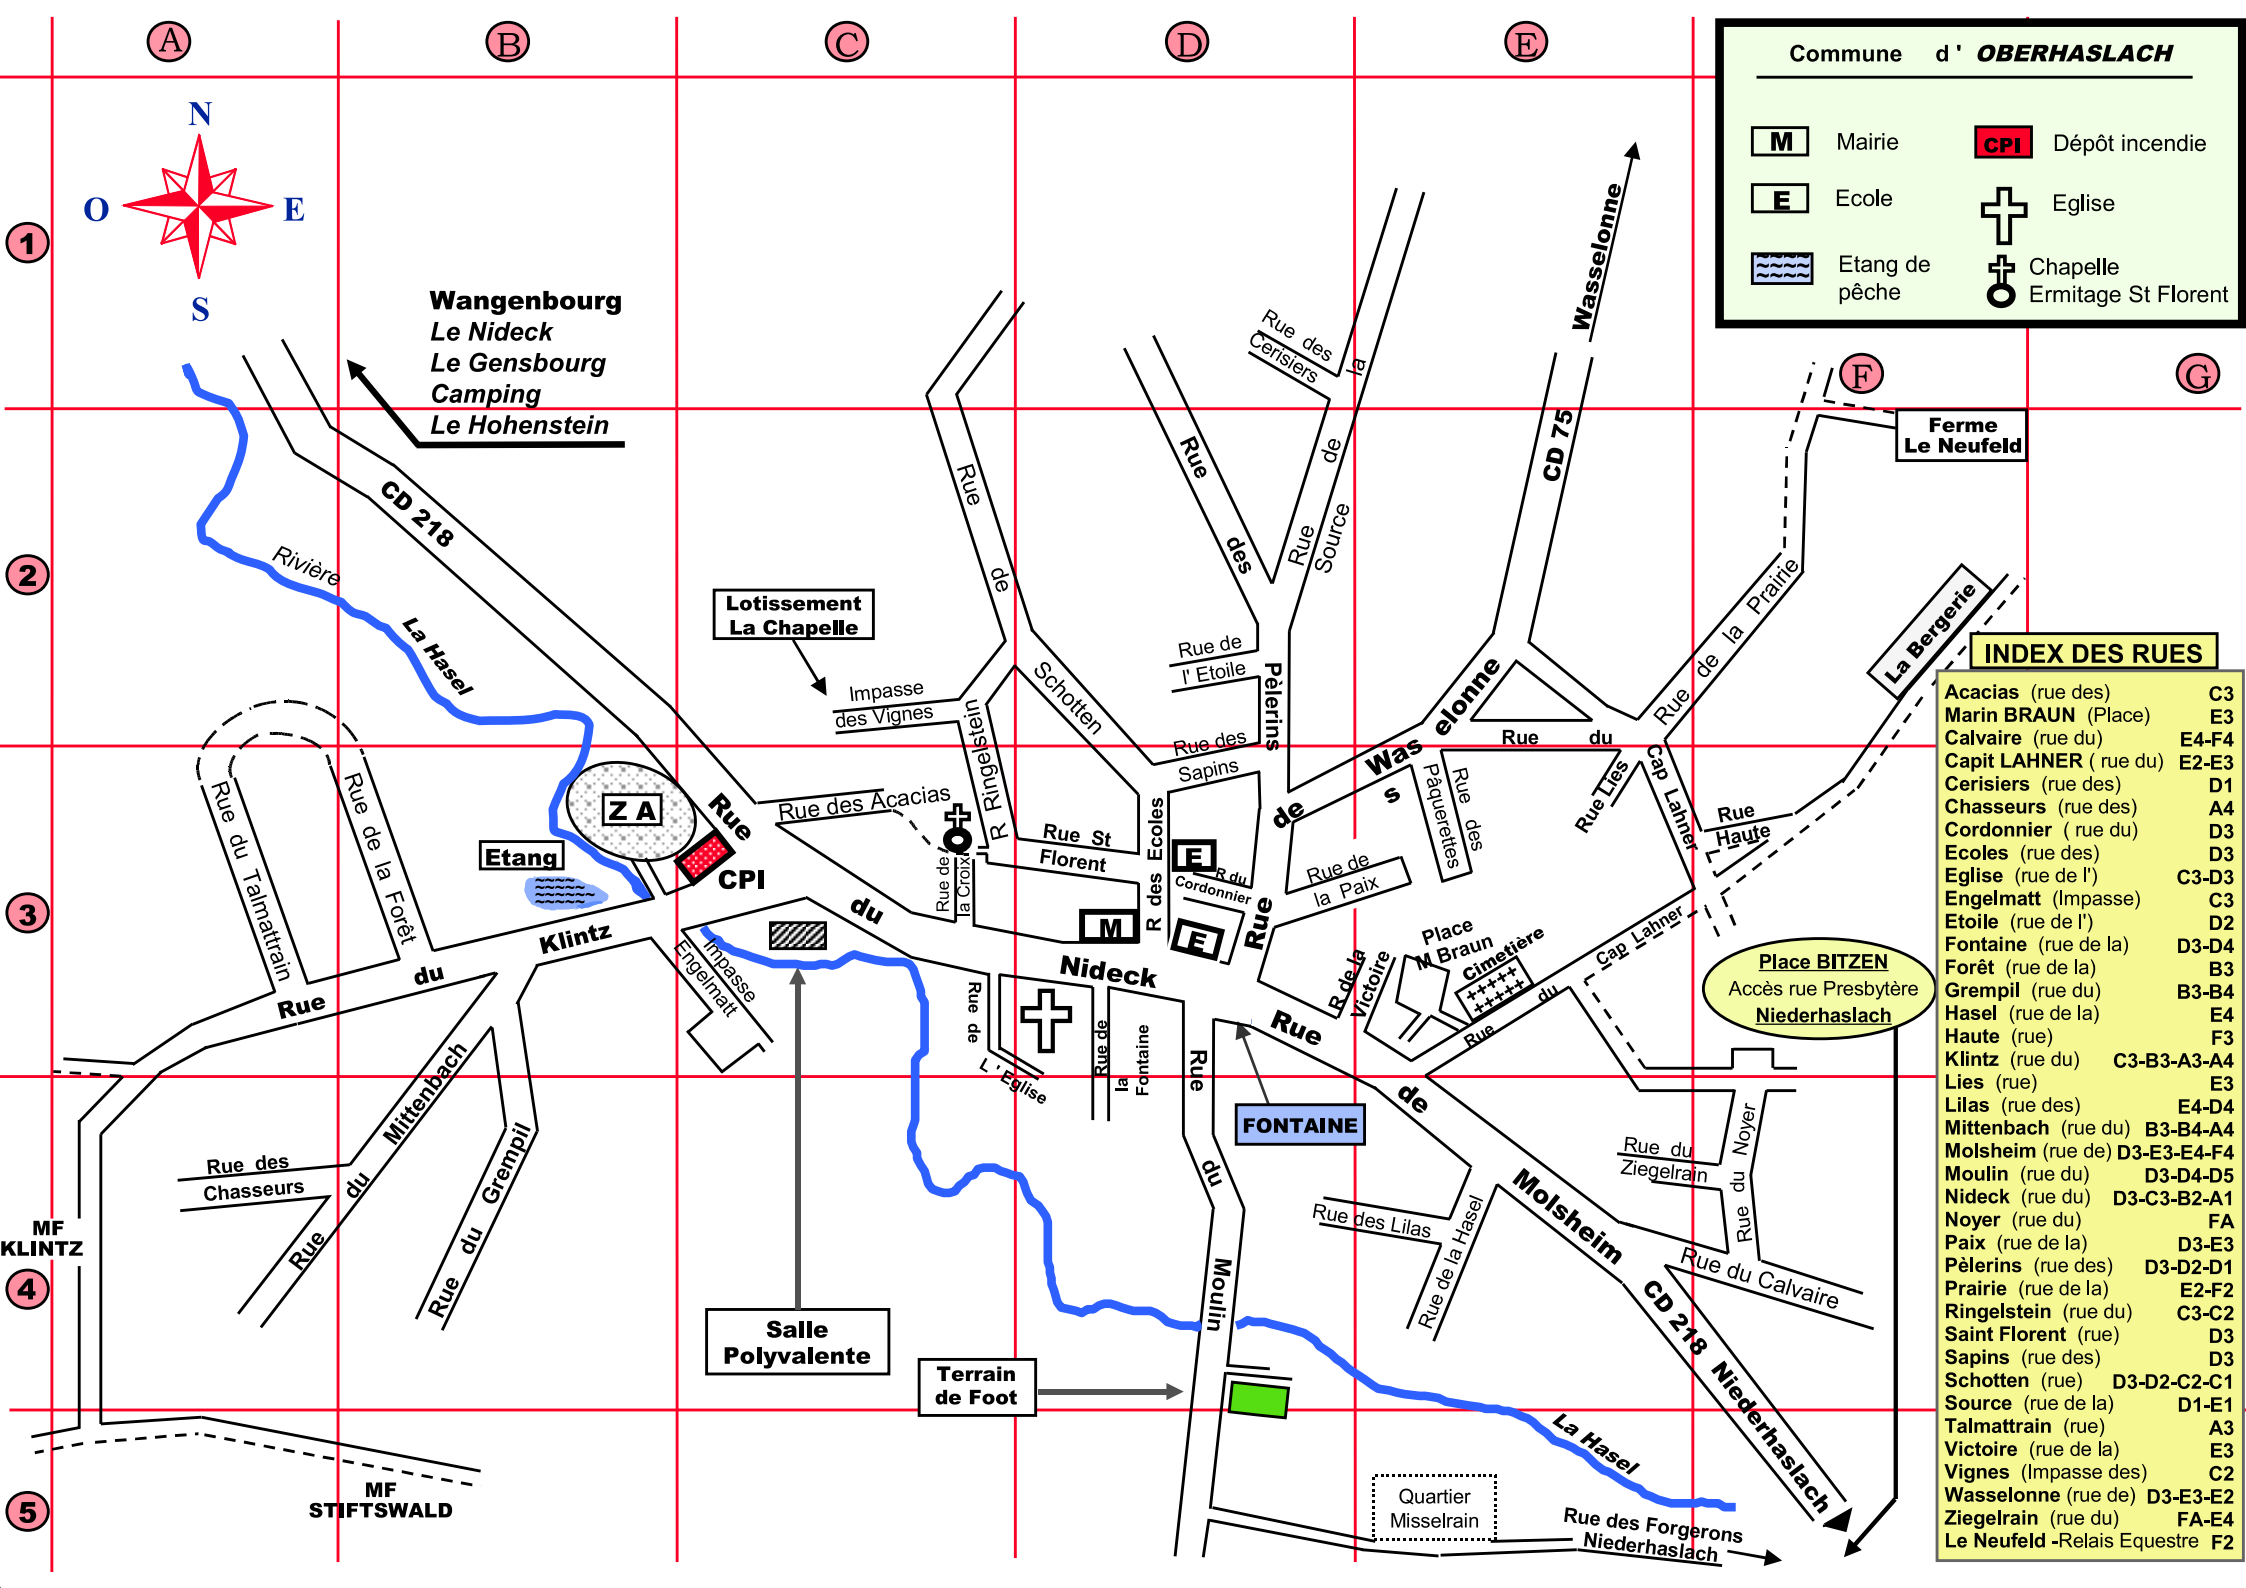 A
B
C
D
E
F
G
1
2
3
4
5
N
O
E
S
Commune d' OBERHASLACH
M Mairie
CPI Dépôt incendie
E Ecole
Eglise
Etang de
pêche
Chapelle
Ermitage St Florent
Wangenbourg
Le Nideck
Le Gensbourg
Camping
Le Hohenstein
Rivière
La Hasel
CD 218
Lotissement
La Chapelle
Impasse
des Vignes
Rue de
Schotten
R Ringelstein
Rue des
Pèlerins
Rue des
Cerisiers
Rue de la
Source
Rue de
l' Etoile
Rue des
Sapins
Wasselonne
CD 75
Rue de Was s elonne
Ferme
Le Neufeld
Rue de la Prairie
La Bergerie
Rue du
Cap Lahner
Rue Lies
Rue
Haute
Rue des
Pâquerettes
Rue de
la Paix
Rue du Talmattrain
Rue de la Forêt
Z A
Etang
CPI
Rue des Acacias
Rue de
la Croix
Rue St
Florent
R des Ecoles
E
R du
Cordonnier
E
M
Rue du Nideck
Rue du Klintz
Impasse
Engelmatt
Rue de
L 'Eglise
Rue de
la
Fontaine
R de la
Victoire
Place
M Braun
Cimetière
Rue du Cap Lahner
Place BITZEN
Accès rue Presbytère
Niederhaslach
FONTAINE
Rue de Molsheim
Rue du Moulin
Rue du Mittenbach
Rue du Grempil
Rue des
Chasseurs
MF
KLINTZ
MF
STIFTSWALD
Salle
Polyvalente
Terrain
de Foot
Rue des Lilas
Rue de la Hasel
Rue du
Ziegelrain
Rue du Noyer
Rue du Calvaire
CD 218 Niederhaslach
La Hasel
Quartier
Misselrain
Rue des Forgerons
Niederhaslach
INDEX DES RUES
Acacias (rue des) C3
Marin BRAUN (Place) E3
Calvaire (rue du) E4-F4
Capit LAHNER ( rue du) E2-E3
Cerisiers (rue des) D1
Chasseurs (rue des) A4
Cordonnier ( rue du) D3
Ecoles (rue des) D3
Eglise (rue de l') C3-D3
Engelmatt (Impasse) C3
Etoile (rue de l') D2
Fontaine (rue de la) D3-D4
Forêt (rue de la) B3
Grempil (rue du) B3-B4
Hasel (rue de la) E4
Haute (rue) F3
Klintz (rue du) C3-B3-A3-A4
Lies (rue) E3
Lilas (rue des) E4-D4
Mittenbach (rue du) B3-B4-A4
Molsheim (rue de) D3-E3-E4-F4
Moulin (rue du) D3-D4-D5
Nideck (rue du) D3-C3-B2-A1
Noyer (rue du) FA
Paix (rue de la) D3-E3
Pèlerins (rue des) D3-D2-D1
Prairie (rue de la) E2-F2
Ringelstein (rue du) C3-C2
Saint Florent (rue) D3
Sapins (rue des) D3
Schotten (rue) D3-D2-C2-C1
Source (rue de la) D1-E1
Talmattrain (rue) A3
Victoire (rue de la) E3
Vignes (Impasse des) C2
Wasselonne (rue de) D3-E3-E2
Ziegelrain (rue du) FA-E4
Le Neufeld -Relais Equestre F2